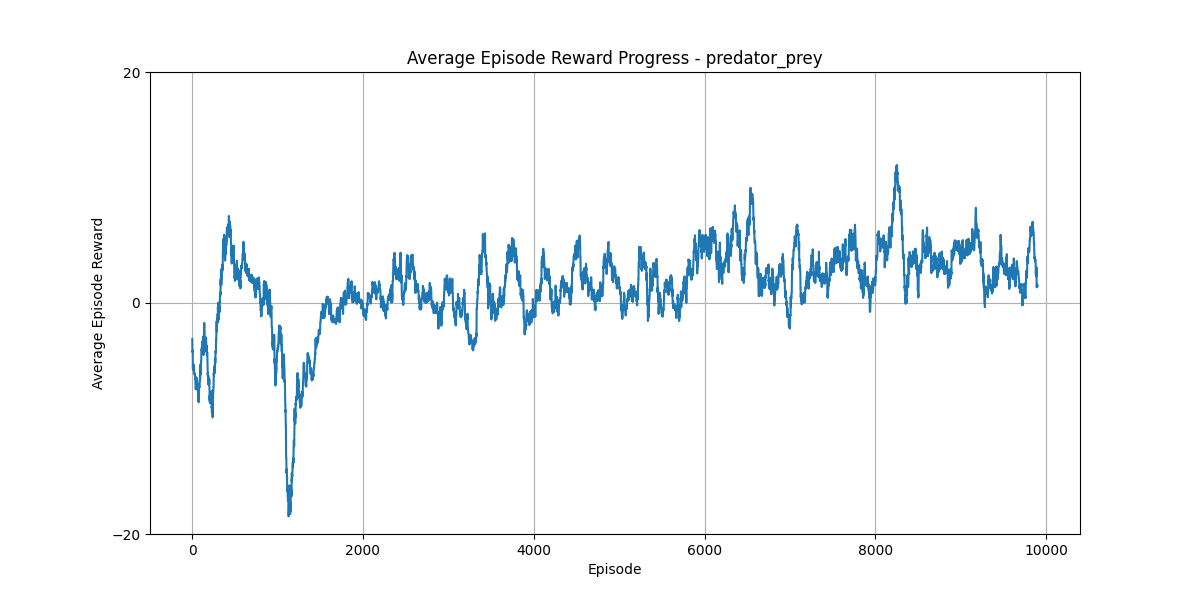 Average Episode Reward Progress - predator_prey
20
0
−20
Average Episode Reward
0 2000 4000 6000 8000 10000
Episode